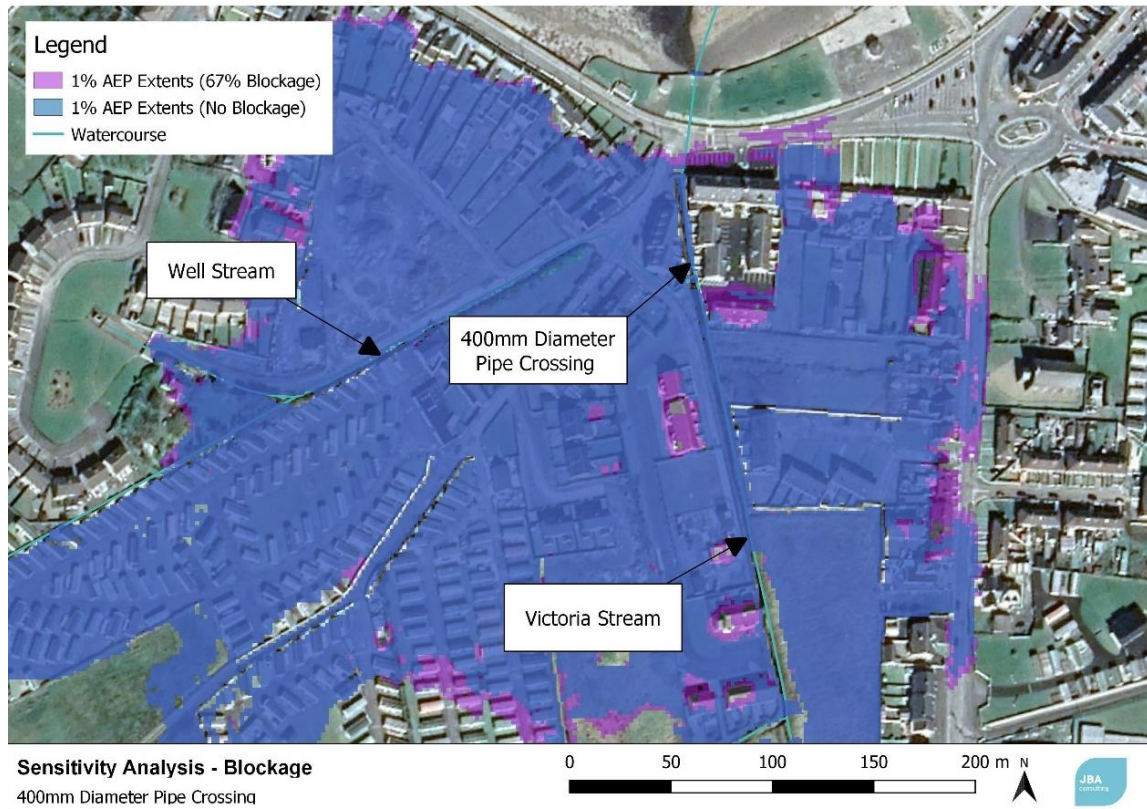 Legend
1% AEP Extents (67% Blockage)
1% AEP Extents (No Blockage)
Watercourse
Well Stream
400mm Diameter
Pipe Crossing
Victoria Stream
Sensitivity Analysis - Blockage
400mm Diameter Pipe Crossing
0 50 100 150 200 m
N
JBA
consulting